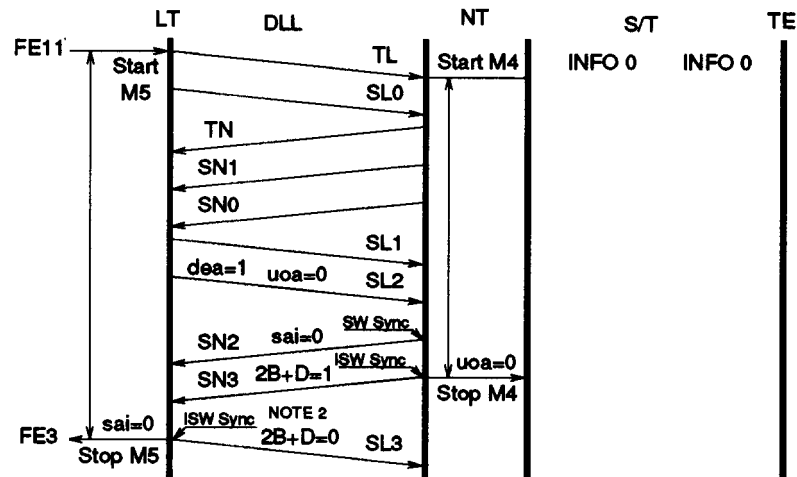 LT DLL NT S/T TE
FE11 TL Start M4 INFO 0 INFO 0
Start
M5 SL0
TN
SN1
SN0
SL1
dea=1 uoa=0 SL2
SW Sync
SN2 sai=0
ISW Sync uoa=0
SN3 2B+D=1
Stop M4
sai=0 ISW Sync NOTE 2
FE3 2B+D=0 SL3
Stop M5